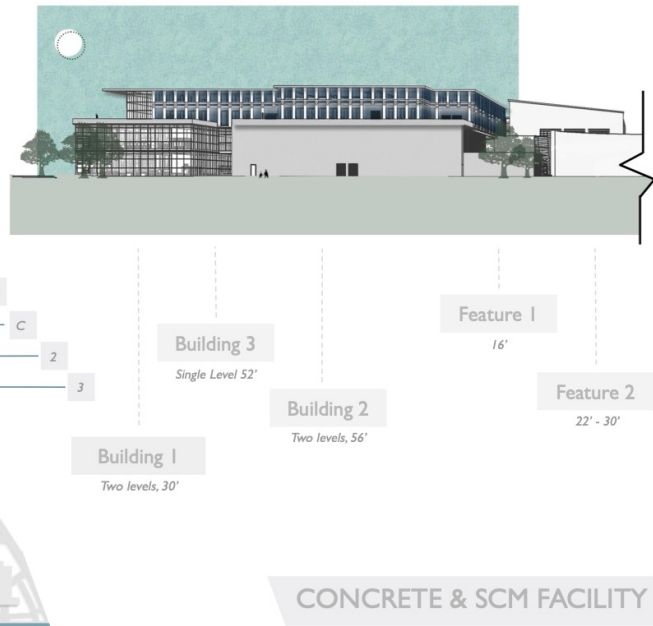 C
2
3
Building 3
Single Level 52'
Building 2
Two levels, 56'
Building 1
Two levels, 30'
Feature 1
16'
Feature 2
22' - 30'
CONCRETE & SCM FACILITY